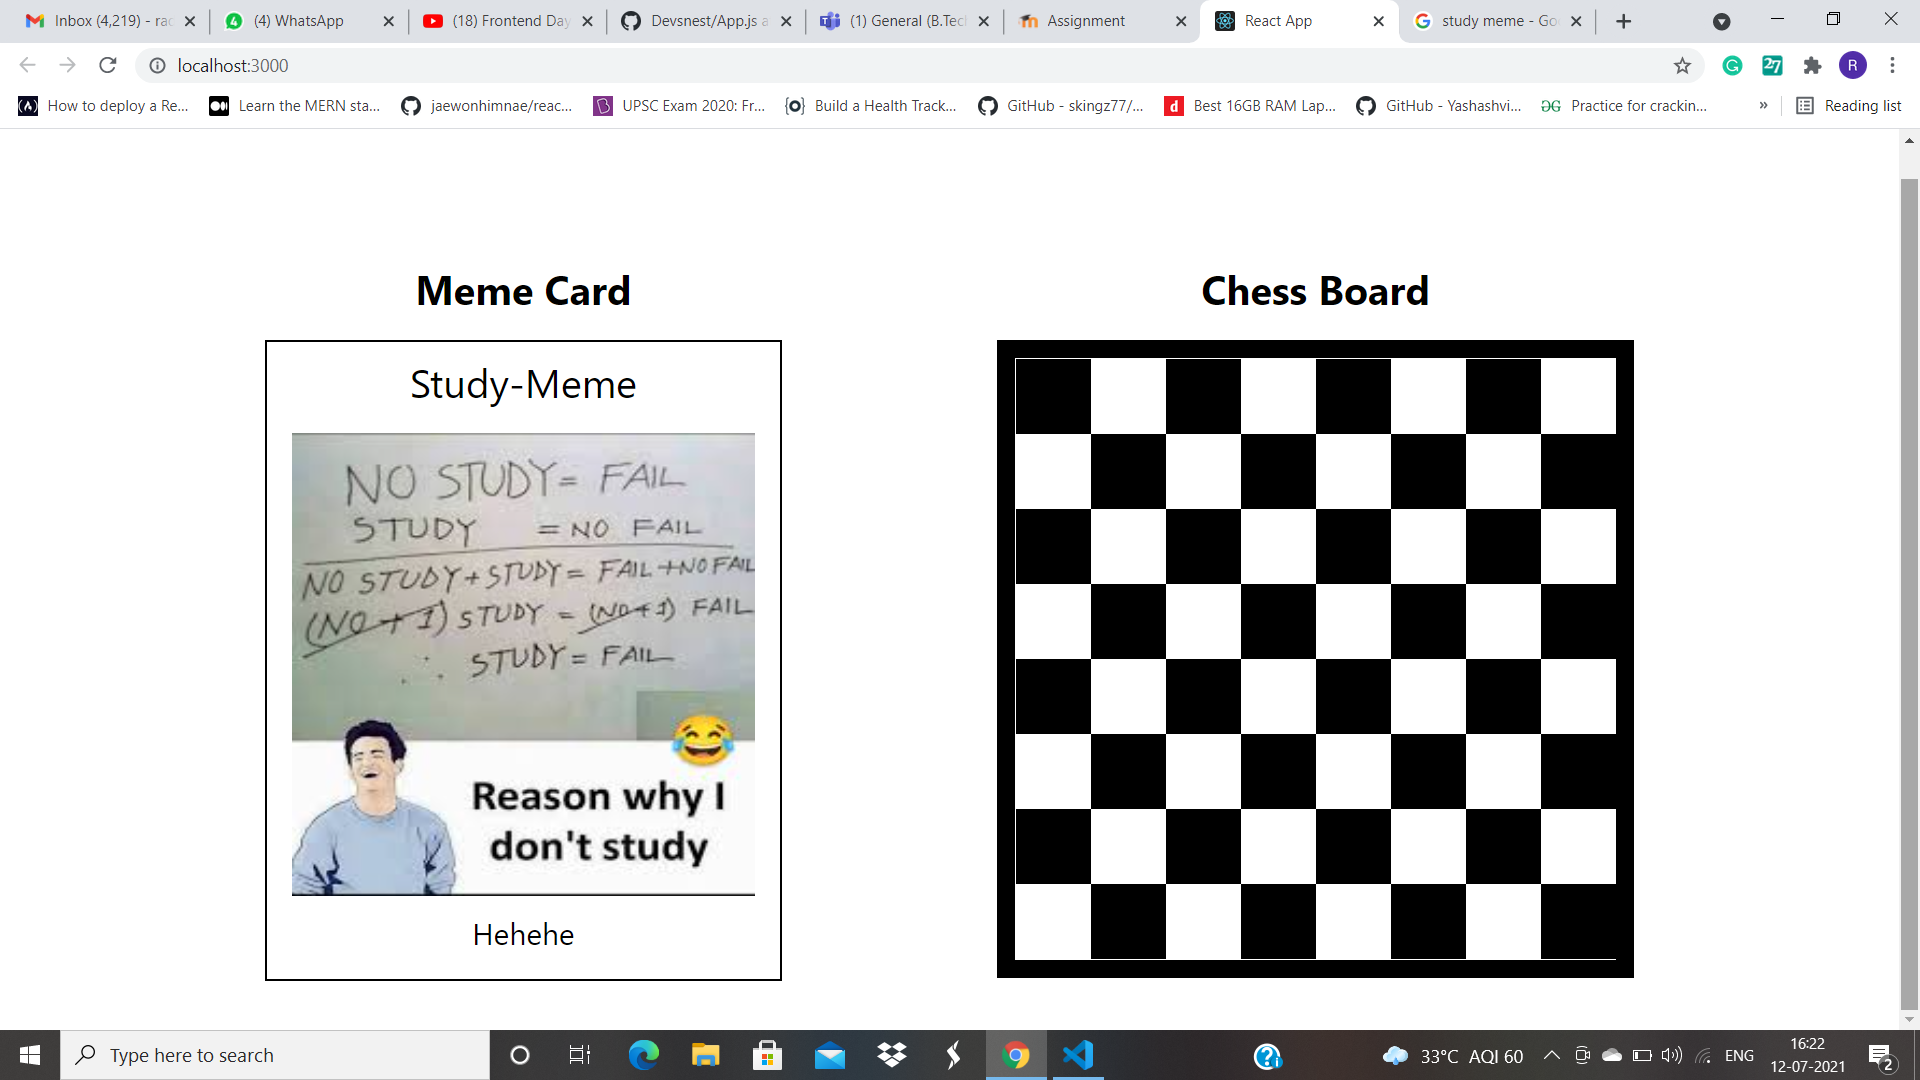 Inbox (4,219) - rac
(4) WhatsApp
(18) Frontend Day
Devsnest/App.js a
(1) General (B.Tech
Assignment
React App
study meme - Goo
localhost:3000
R
How to deploy a Re...
Learn the MERN sta...
jaewonhimnae/reac...
UPSC Exam 2020: Fr...
Build a Health Track...
GitHub - skingz77/...
Best 16GB RAM Lap...
GitHub - Yashashvi...
Practice for crackin...
»
Reading list
Meme Card
Chess Board
Study-Meme
NO STUDY = FAIL
STUDY = NO FAIL
NO STUDY + STUDY = FAIL + NO FAIL
(NO + 1) STUDY = (NO + 1) FAIL
∴ STUDY = FAIL
Reason why I
don't study
Hehehe
Type here to search
33°C AQI 60
ENG
16:22
12-07-2021
2